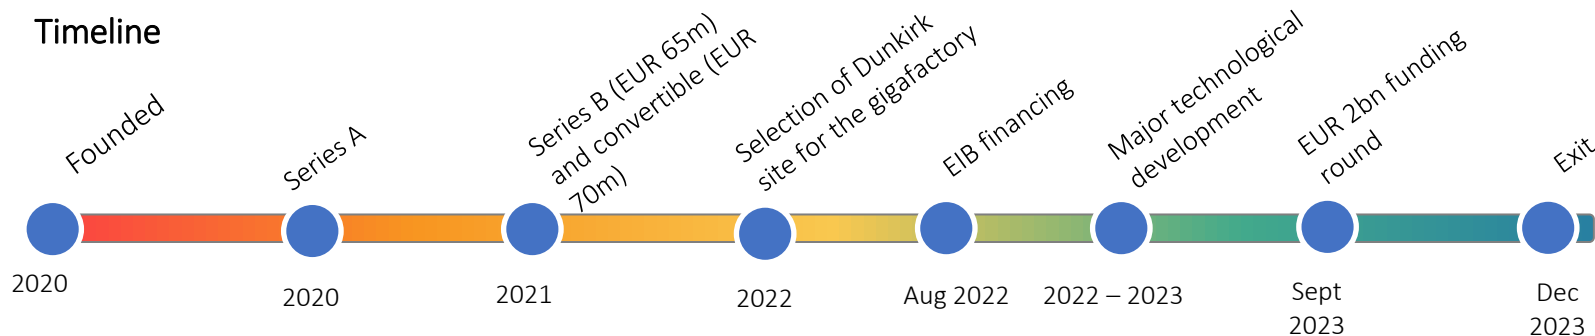 Timeline
Founded
Series A
Series B (EUR 65m)
and convertible (EUR
70m)
Selection of Dunkirk
site for the gigafactory
EIB financing
Major technological
development
EUR 2bn funding
round
Exit
2020
2020
2021
2022
Aug 2022
2022 – 2023
Sept
2023
Dec
2023